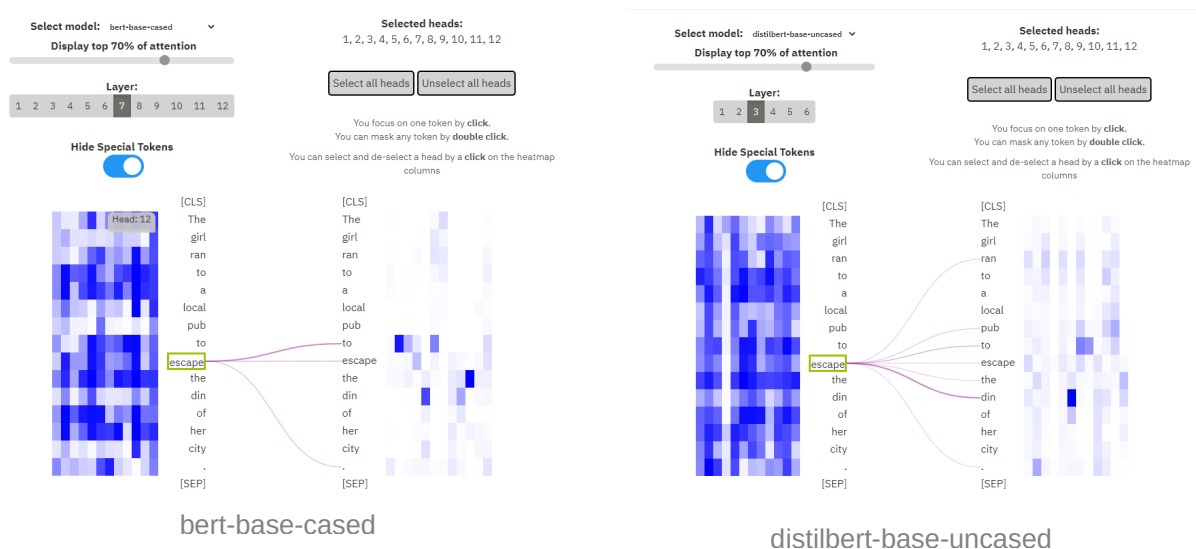 Select model: bert-base-cased
Display top 70% of attention
Layer:
1 2 3 4 5 6 7 8 9 10 11 12
Hide Special Tokens
Selected heads:
1, 2, 3, 4, 5, 6, 7, 8, 9, 10, 11, 12
Select all heads Unselect all heads
You focus on one token by click.
You can mask any token by double click.
You can select and de-select a head by a click on the heatmap
columns
Head: 12
[CLS] [CLS]
The The
girl girl
ran ran
to to
a a
local local
pub pub
to to
escape escape
the the
din din
of of
her her
city city
. .
[SEP] [SEP]
bert-base-cased
Select model: distilbert-base-uncased
Display top 70% of attention
Layer:
1 2 3 4 5 6
Hide Special Tokens
Selected heads:
1, 2, 3, 4, 5, 6, 7, 8, 9, 10, 11, 12
Select all heads Unselect all heads
You focus on one token by click.
You can mask any token by double click.
You can select and de-select a head by a click on the heatmap
columns
[CLS] [CLS]
The The
girl girl
ran ran
to to
a a
local local
pub pub
to to
escape escape
the the
din din
of of
her her
city city
. .
[SEP] [SEP]
distilbert-base-uncased